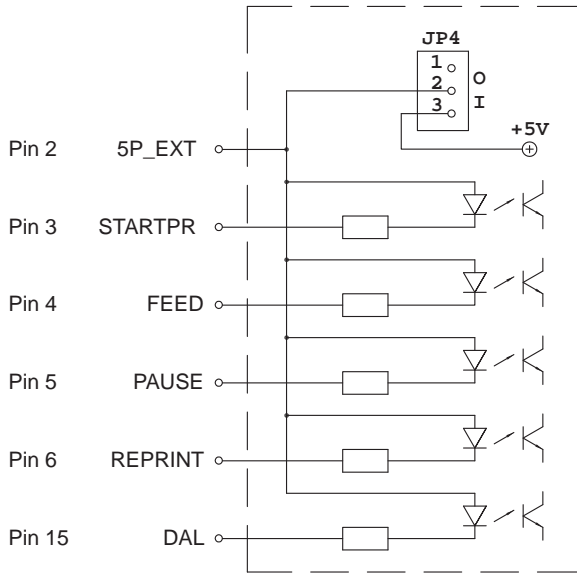 JP4
1
2 O
3 I
+5V
Pin 2 5P_EXT
Pin 3 STARTPR
Pin 4 FEED
Pin 5 PAUSE
Pin 6 REPRINT
Pin 15 DAL